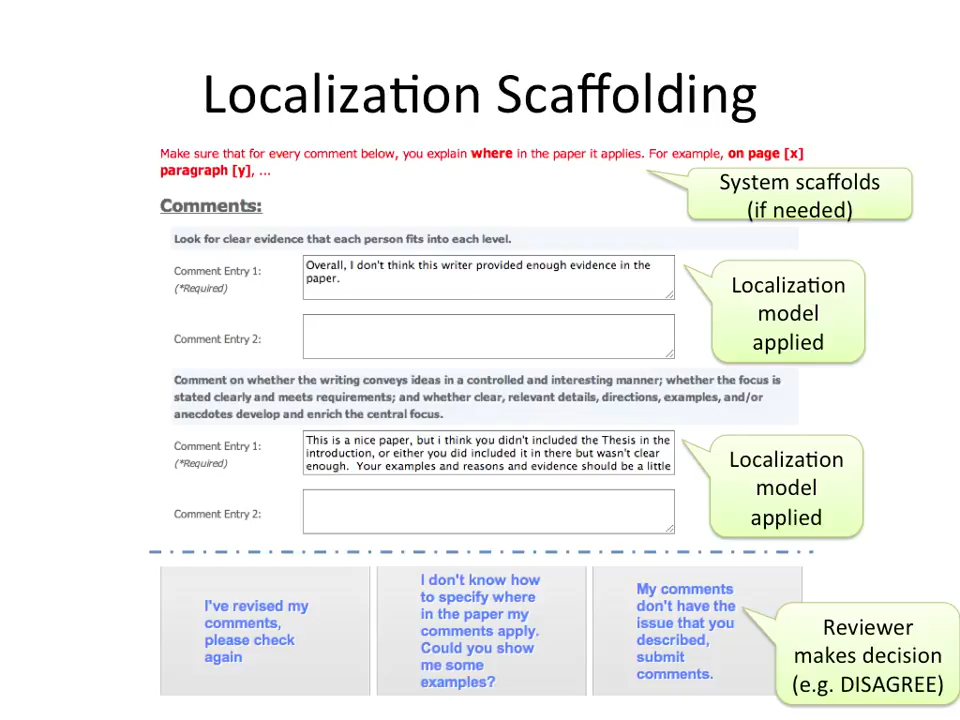 Localization Scaffolding
Make sure that for every comment below, you explain where in the paper it applies. For example, on page [x]
paragraph [y], ...
System scaffolds
(if needed)
Comments:
Look for clear evidence that each person fits into each level.
Comment Entry 1:
(*Required)
Overall, I don't think this writer provided enough evidence in the
paper.
Localization
model
applied
Comment Entry 2:
Comment on whether the writing conveys ideas in a controlled and interesting manner; whether the focus is
stated clearly and meets requirements; and whether clear, relevant details, directions, examples, and/or
anecdotes develop and enrich the central focus.
Comment Entry 1:
(*Required)
This is a nice paper, but i think you didn't included the Thesis in the
introduction, or either you did included it in there but wasn't clear
enough.  Your examples and reasons and evidence should be a little
Localization
model
applied
Comment Entry 2:
I've revised my
comments,
please check
again
I don't know how
to specify where
in the paper my
comments apply.
Could you show
me some
examples?
My comments
don't have the
issue that you
described,
submit
comments.
Reviewer
makes decision
(e.g. DISAGREE)